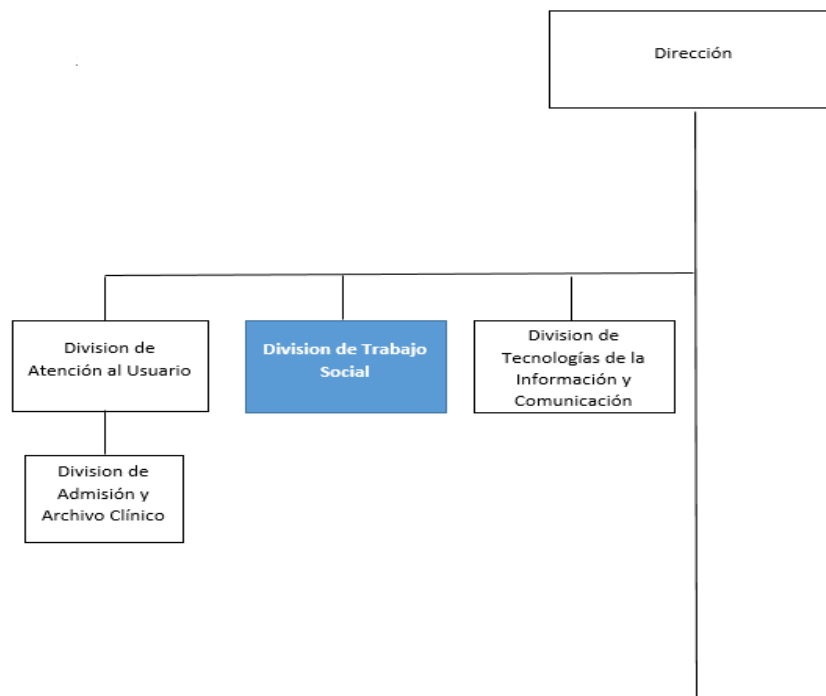 Dirección
Division de
Atención al Usuario
Division de Trabajo
Social
Division de
Tecnologías de la
Información y
Comunicación
Division de
Admisión y
Archivo Clínico